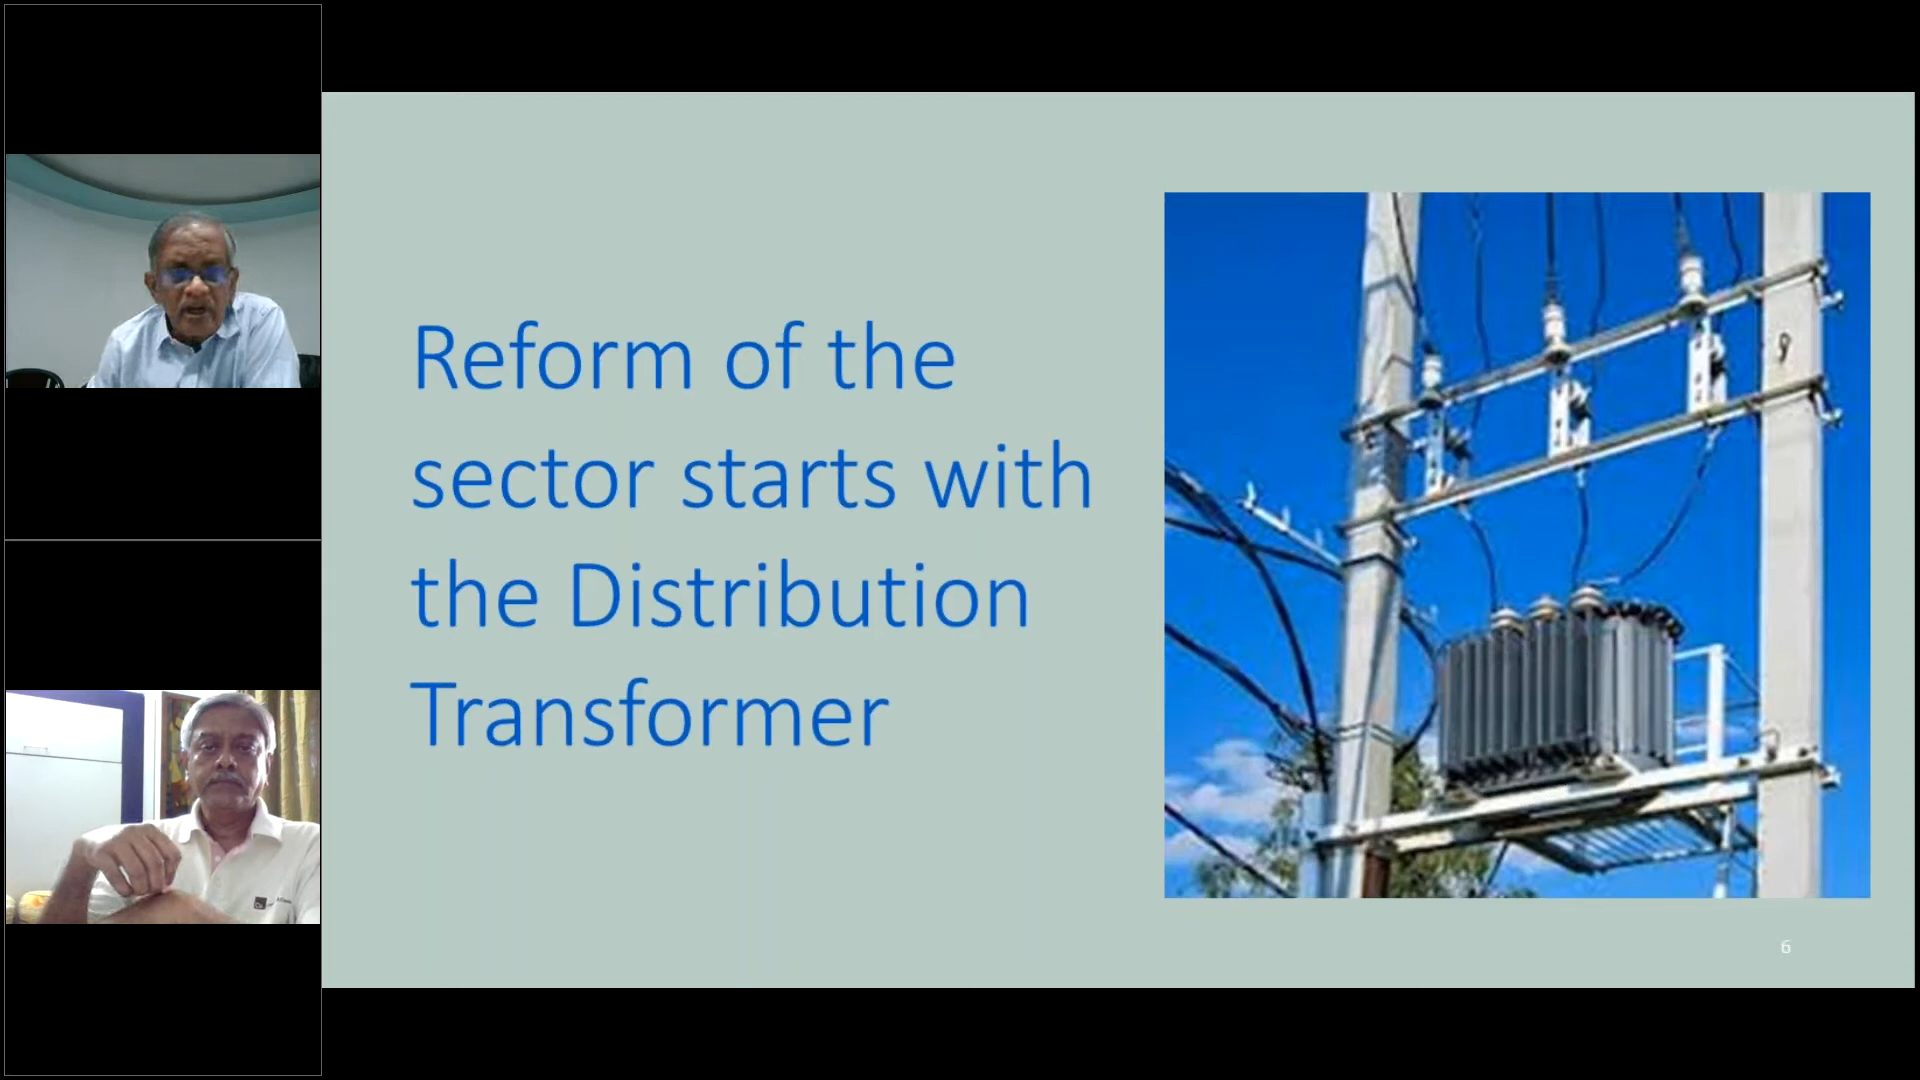 Reform of the
sector starts with
the Distribution
Transformer
6